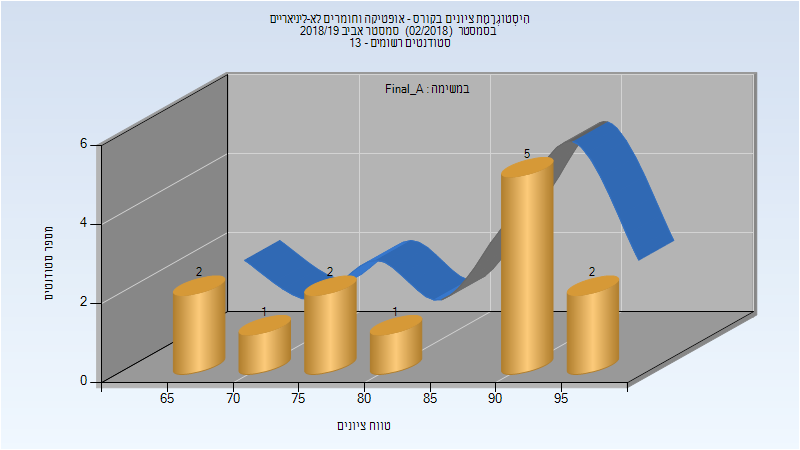 היסטוגרמת ציונים בקורס - אופטיקה וחומרים לא-ליניאריים
בסמסטר (02/2018) סמסטר אביב 2018/19
סטודנטים רשומים - 13
במשימה : Final_A
6
4
2
0
מספר סטודנטים
2
1
2
1
5
2
65
70
75
80
85
90
95
טווח ציונים